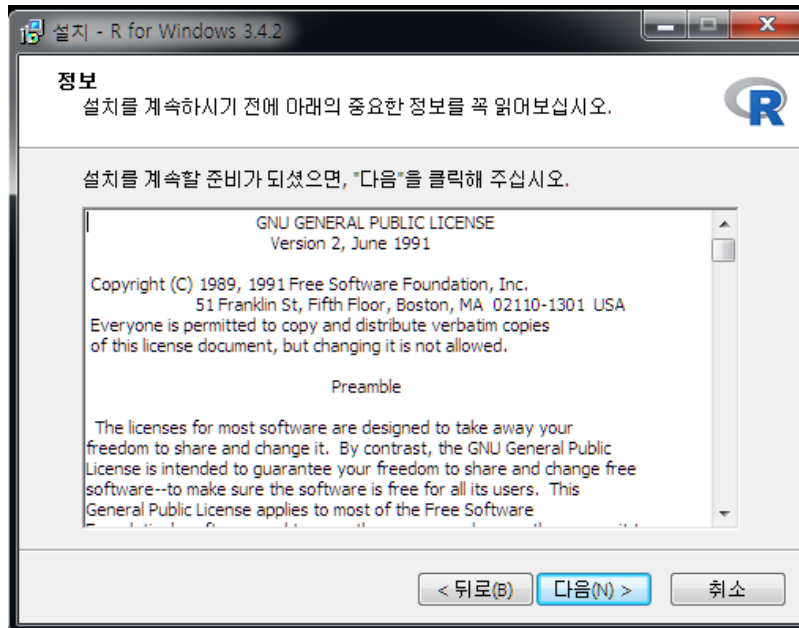 설치 - R for Windows 3.4.2
정보
설치를 계속하시기 전에 아래의 중요한 정보를 꼭 읽어보십시오.
R
설치를 계속할 준비가 되셨으면, "다음"을 클릭해 주십시오.
GNU GENERAL PUBLIC LICENSE
Version 2, June 1991
Copyright (C) 1989, 1991 Free Software Foundation, Inc.
51 Franklin St, Fifth Floor, Boston, MA 02110-1301 USA
Everyone is permitted to copy and distribute verbatim copies
of this license document, but changing it is not allowed.
Preamble
The licenses for most software are designed to take away your
freedom to share and change it. By contrast, the GNU General Public
License is intended to guarantee your freedom to share and change free
software--to make sure the software is free for all its users. This
General Public License applies to most of the Free Software
< 뒤로(B)
다음(N) >
취소